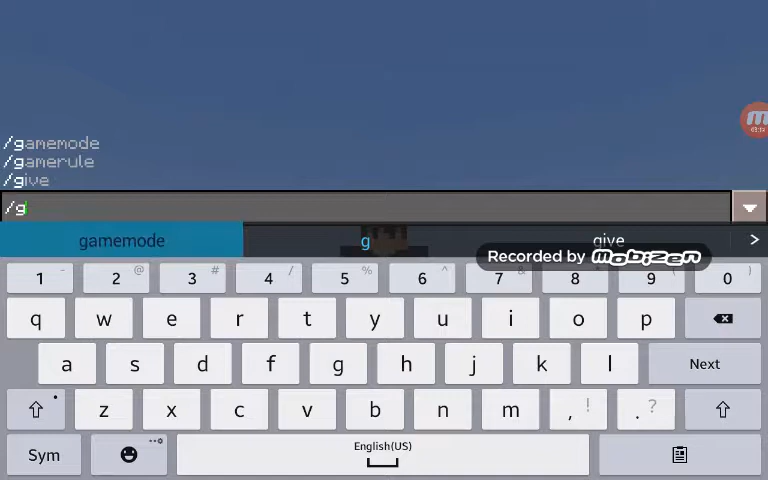 /gamemode
/gamerule
/give
/g
gamemode g give >
Recorded by mobizen
1 - 2 @ 3 # 4 / 5 % 6 ^ 7 & 8 * 9 ( 0 )
q w e r t y u i o p
a s d f g h j k l Next
z x c v b n m , ! . ?
Sym English(US)